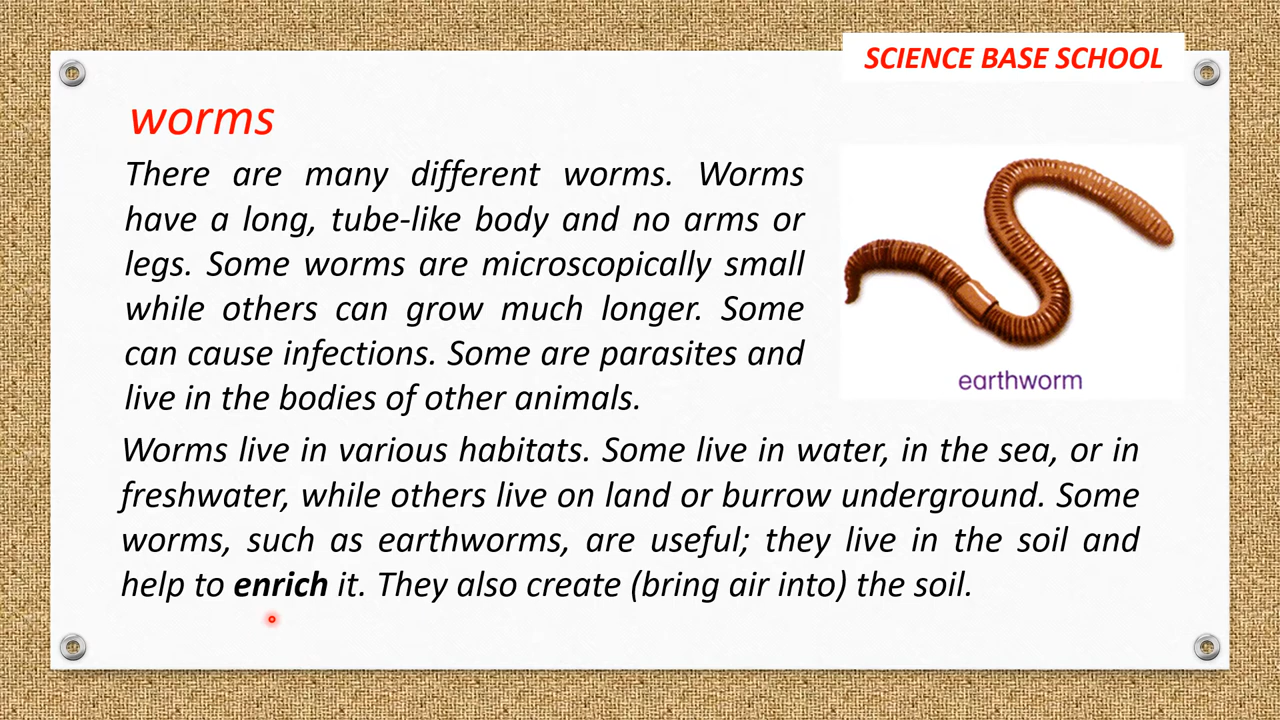 SCIENCE BASE SCHOOL
worms
There are many different worms. Worms
have a long, tube-like body and no arms or
legs. Some worms are microscopically small
while others can grow much longer. Some
can cause infections. Some are parasites and
live in the bodies of other animals.
earthworm
Worms live in various habitats. Some live in water, in the sea, or in
freshwater, while others live on land or burrow underground. Some
worms, such as earthworms, are useful; they live in the soil and
help to enrich it. They also create (bring air into) the soil.